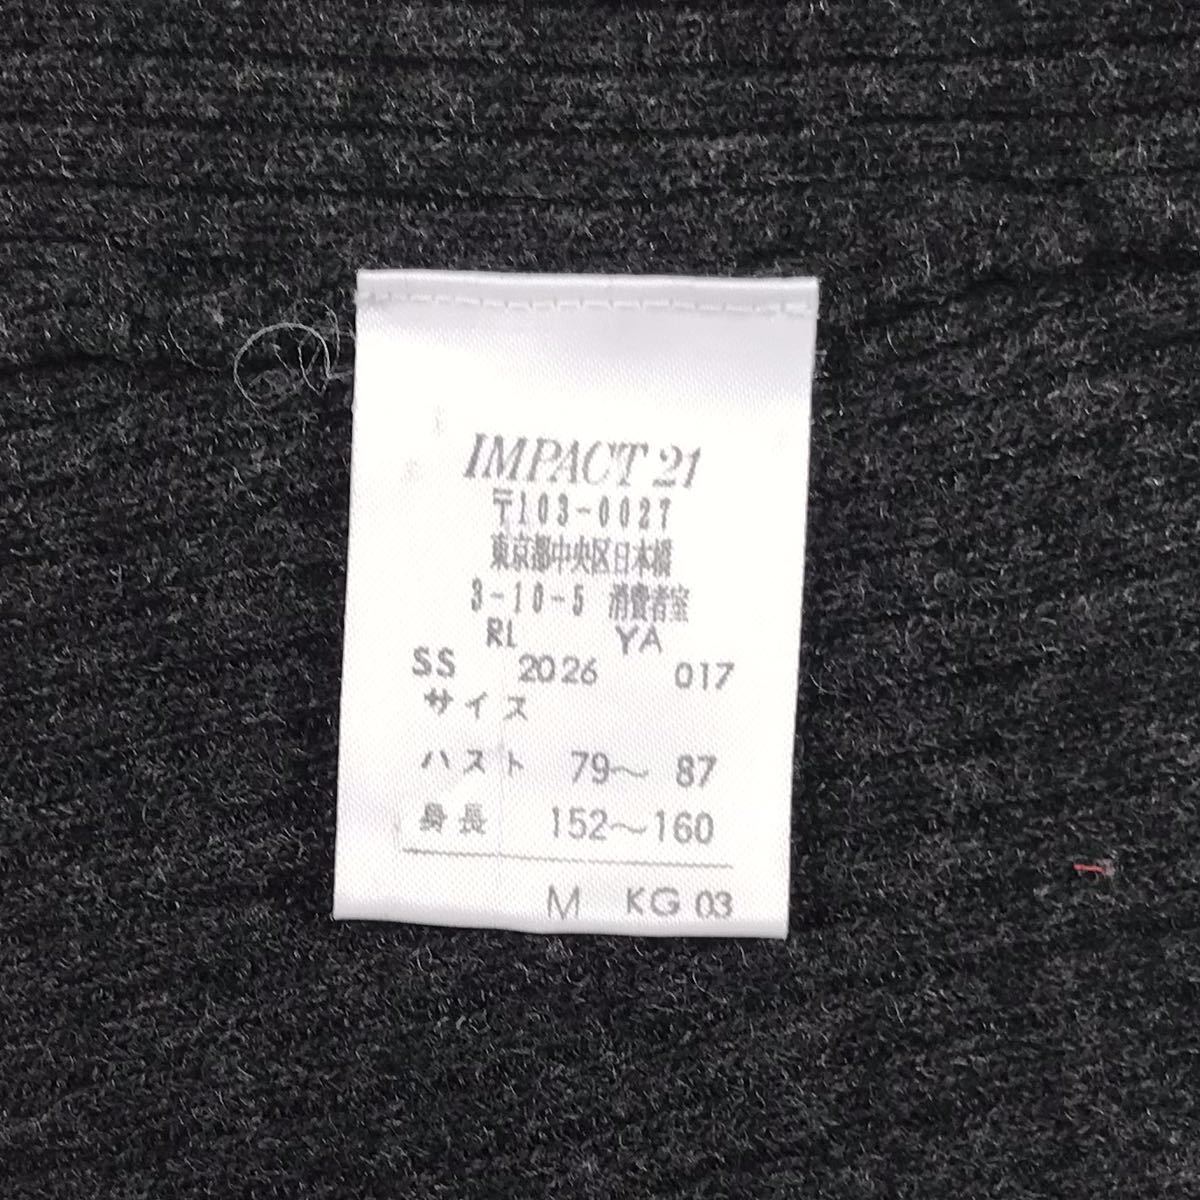 IMPACT 21
〒103-0027
東京都中央区日本橋
3-10-5 消費者室
RL YA
SS 2026 017
サイズ
バスト 79～ 87
身長 152～160
M KG 03